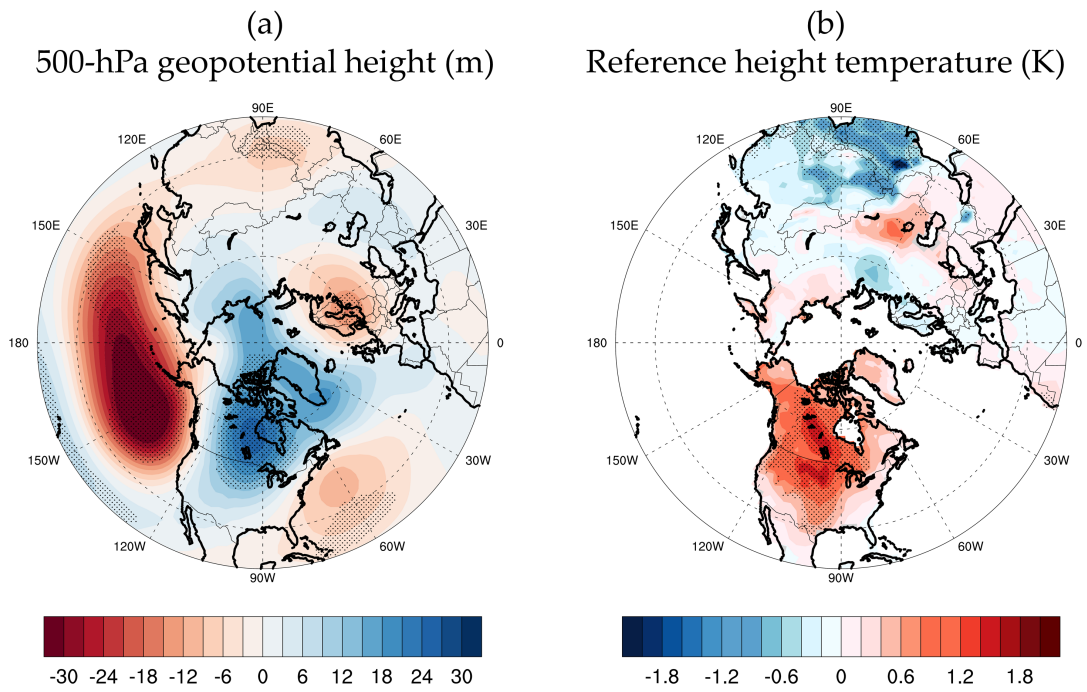 (a)
500-hPa geopotential height (m)
90E
120E
60E
150E
30E
180
0
150W
30W
120W
60W
90W
-30 -24 -18 -12 -6 0 6 12 18 24 30
(b)
Reference height temperature (K)
90E
120E
60E
150E
30E
180
0
150W
30W
120W
60W
90W
-1.8 -1.2 -0.6 0 0.6 1.2 1.8